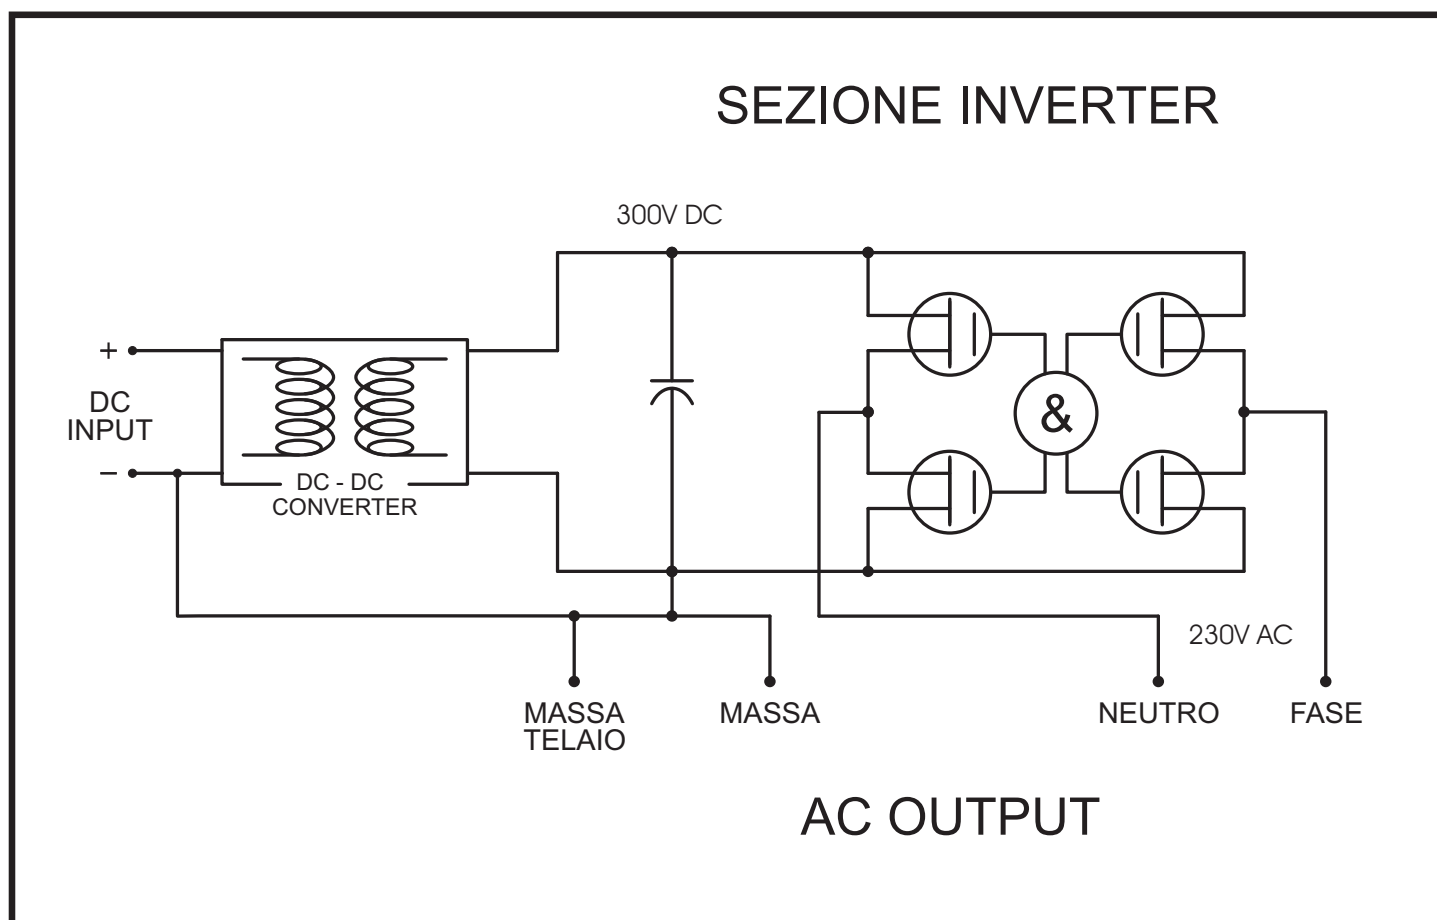 SEZIONE INVERTER
300V DC
+
DC
INPUT
–
DC - DC
CONVERTER
&
230V AC
MASSA
TELAIO
MASSA
NEUTRO
FASE
AC OUTPUT